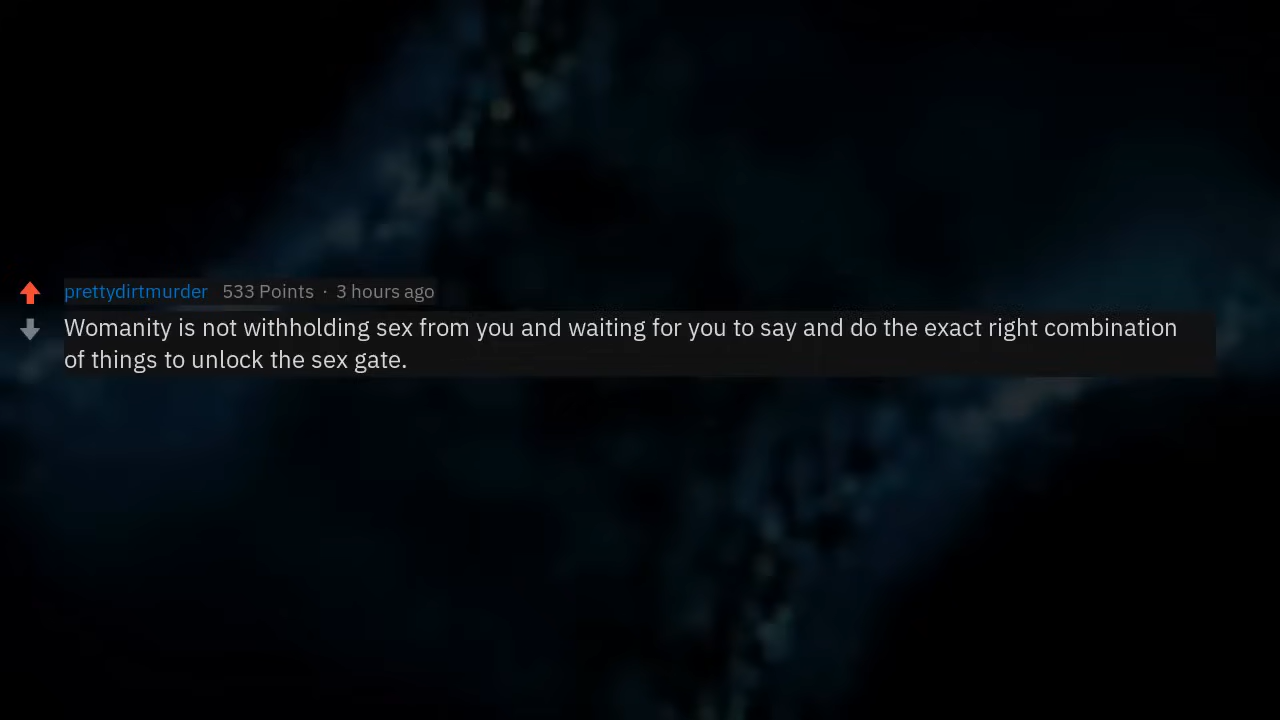 prettydirtmurder 533 Points · 3 hours ago
Womanity is not withholding sex from you and waiting for you to say and do the exact right combination
of things to unlock the sex gate.